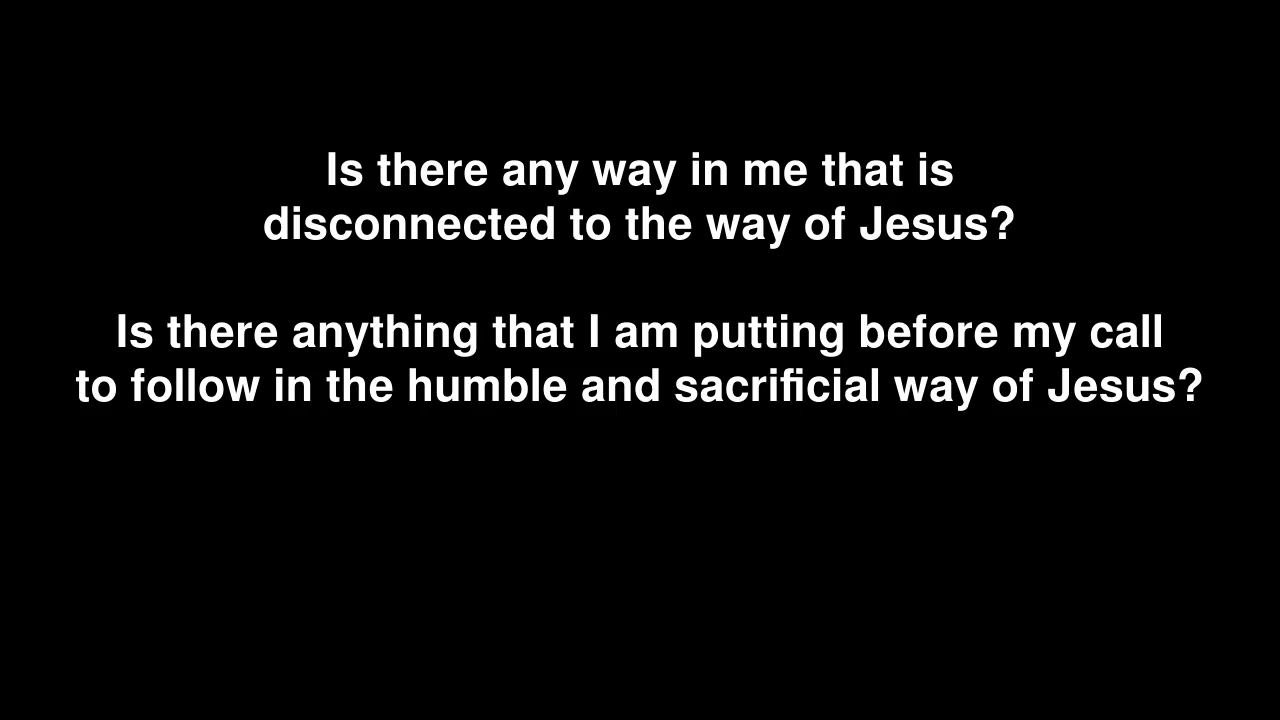 Is there any way in me that is
disconnected to the way of Jesus?
Is there anything that I am putting before my call
to follow in the humble and sacrificial way of Jesus?